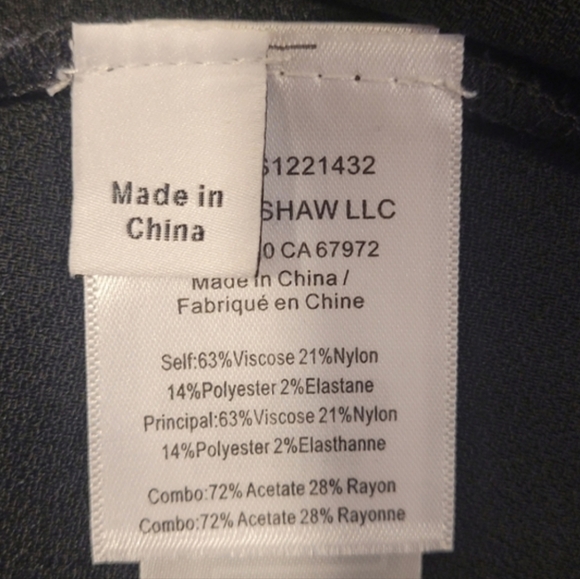 Made in
China
1221432
SHAW LLC
0 CA 67972
Made in China /
Fabriqué en Chine
Self:63%Viscose 21%Nylon
14%Polyester 2%Elastane
Principal:63%Viscose 21%Nylon
14%Polyester 2%Elasthanne
Combo:72% Acetate 28% Rayon
Combo:72% Acetate 28% Rayonne